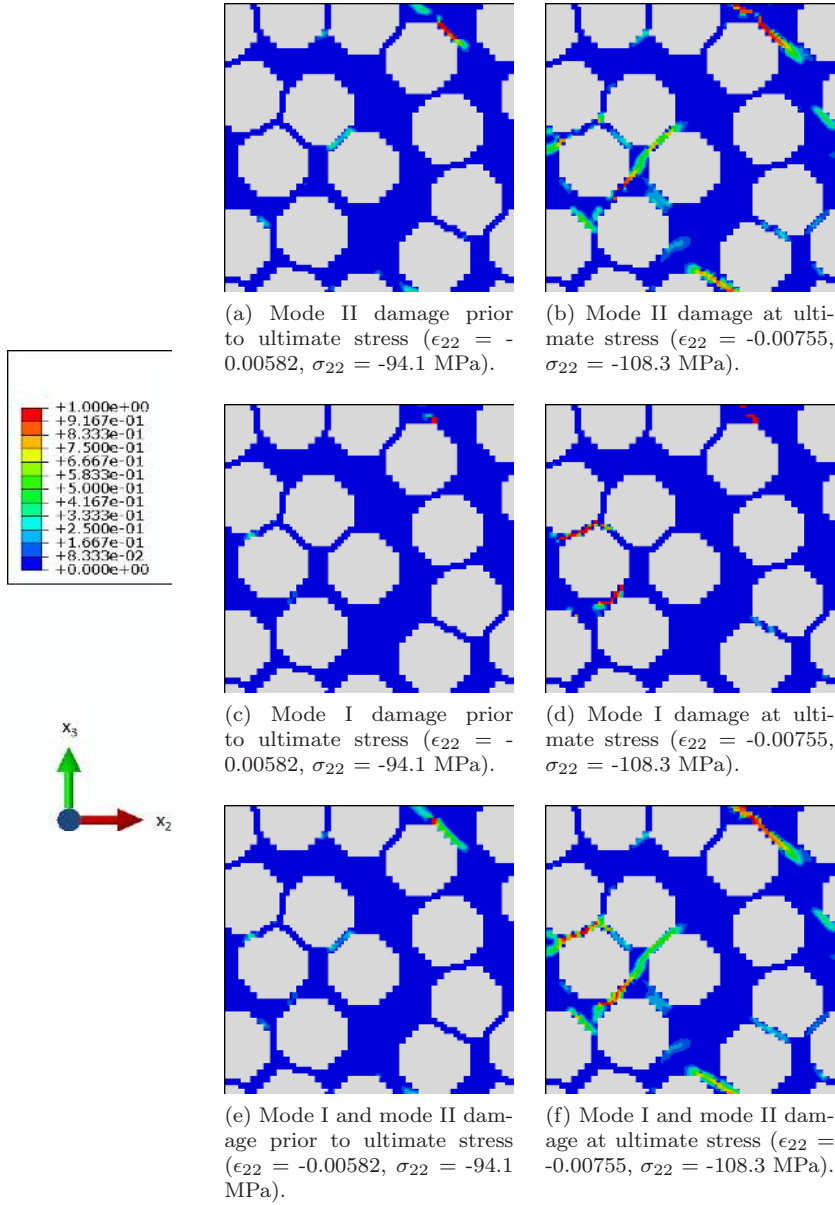 (a) Mode II damage prior
to ultimate stress (ϵ22 = -
0.00582, σ22 = -94.1 MPa).
(b) Mode II damage at ulti-
mate stress (ϵ22 = -0.00755,
σ22 = -108.3 MPa).
+1.000e+00
+9.167e-01
+8.333e-01
+7.500e-01
+6.667e-01
+5.833e-01
+5.000e-01
+4.167e-01
+3.333e-01
+2.500e-01
+1.667e-01
+8.333e-02
+0.000e+00
(c) Mode I damage prior
to ultimate stress (ϵ22 = -
0.00582, σ22 = -94.1 MPa).
(d) Mode I damage at ulti-
mate stress (ϵ22 = -0.00755,
σ22 = -108.3 MPa).
x3
x2
(e) Mode I and mode II dam-
age prior to ultimate stress
(ϵ22 = -0.00582, σ22 = -94.1
MPa).
(f) Mode I and mode II dam-
age at ultimate stress (ϵ22 =
-0.00755, σ22 = -108.3 MPa).